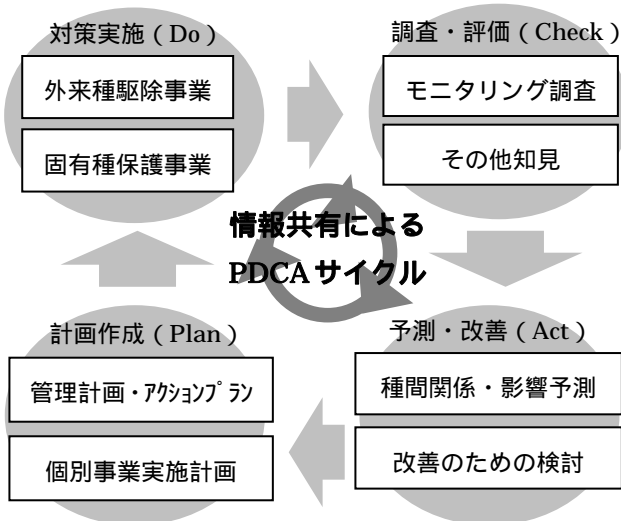 対策実施（Do）
外来種駆除事業
固有種保護事業
調査・評価（Check）
モニタリング調査
その他知見
情報共有による
PDCAサイクル
計画作成（Plan）
管理計画・ｱｸｼｮﾝﾌﾟﾗﾝ
個別事業実施計画
予測・改善（Act）
種間関係・影響予測
改善のための検討